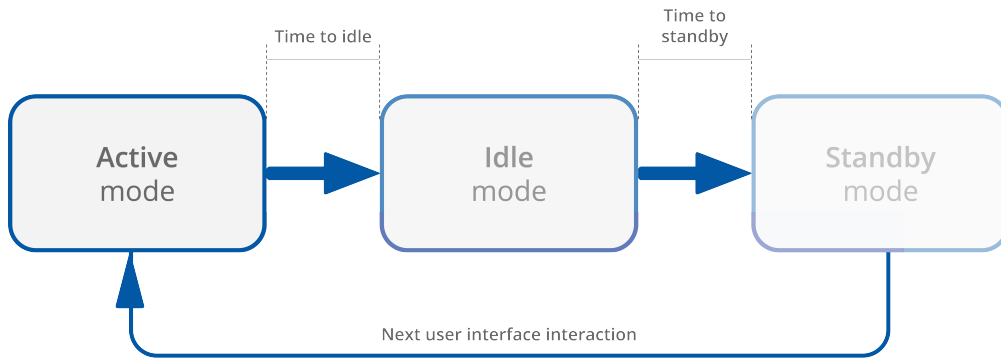 Time to idle
Time to
standby
Active
mode
Idle
mode
Standby
mode
Next user interface interaction